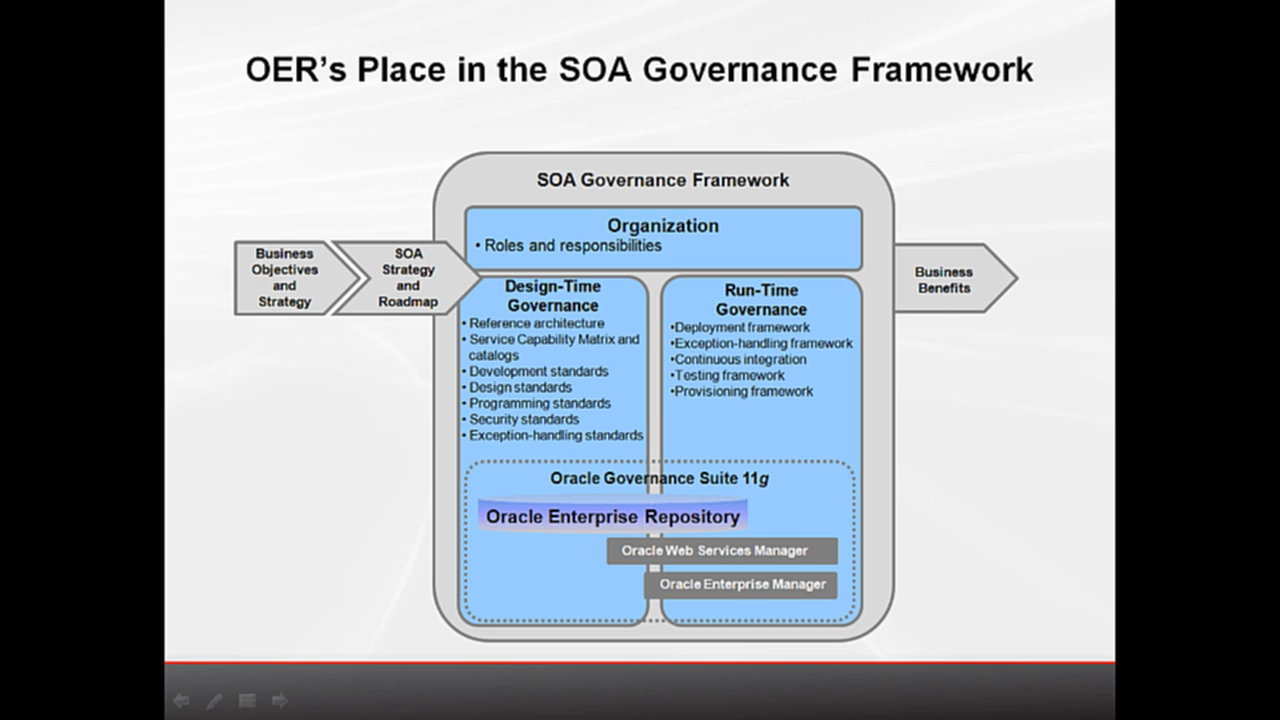 OER's Place in the SOA Governance Framework
SOA Governance Framework
Organization
• Roles and responsibilities
Business
Objectives
and
Strategy
SOA
Strategy
and
Roadmap
Design-Time
Governance
• Reference architecture
• Service Capability Matrix and
catalogs
• Development standards
• Design standards
• Programming standards
• Security standards
• Exception-handling standards
Run-Time
Governance
•Deployment framework
•Exception-handling framework
•Continuous integration
•Testing framework
•Provisioning framework
Business
Benefits
Oracle Governance Suite 11g
Oracle Enterprise Repository
Oracle Web Services Manager
Oracle Enterprise Manager